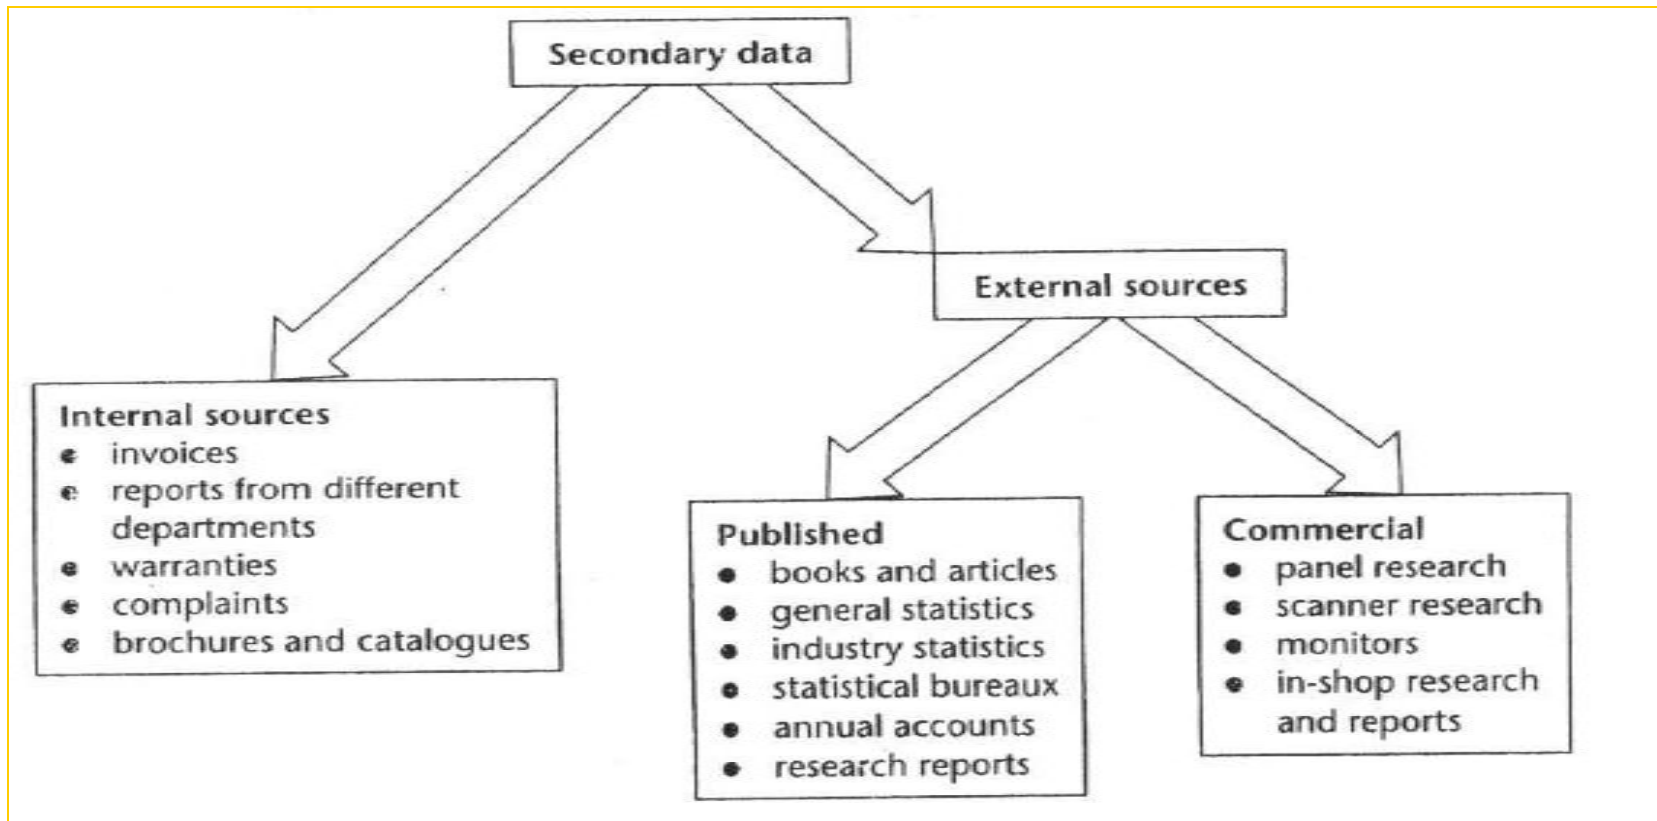 Secondary data
External sources
Internal sources
• invoices
• reports from different
departments
• warranties
• complaints
• brochures and catalogues
Published
• books and articles
• general statistics
• industry statistics
• statistical bureaux
• annual accounts
• research reports
Commercial
• panel research
• scanner research
• monitors
• in-shop research
and reports